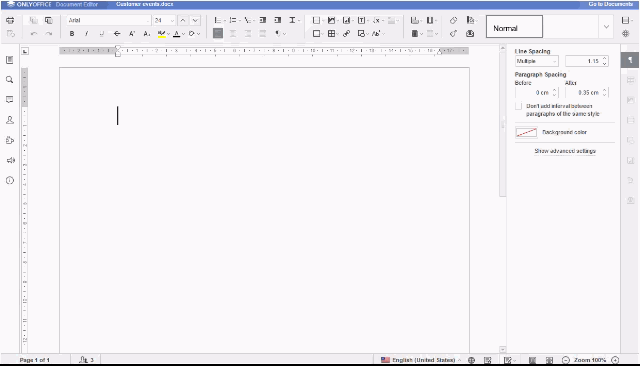 ONLYOFFICE Document Editor Customer events.docx Go to Documents
Arial 24
Normal
Line Spacing
Multiple 1.15
Paragraph Spacing
Before After
0 cm 0.35 cm
Don't add interval between
paragraphs of the same style
Background color
Show advanced settings
Page 1 of 1 3 English (United States) Zoom 100%